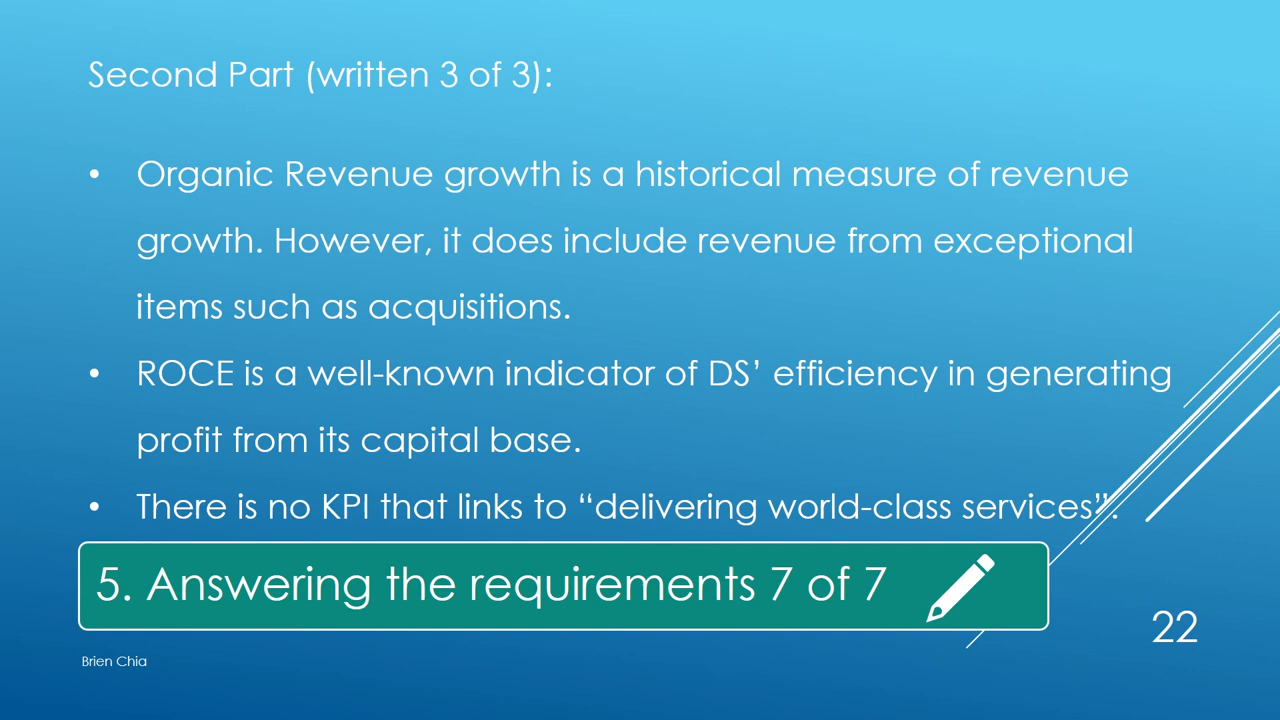 Second Part (written 3 of 3):
• Organic Revenue growth is a historical measure of revenue
growth. However, it does include revenue from exceptional
items such as acquisitions.
• ROCE is a well-known indicator of DS’ efficiency in generating
profit from its capital base.
• There is no KPI that links to “delivering world-class services”.
5. Answering the requirements 7 of 7
22
Brien Chia